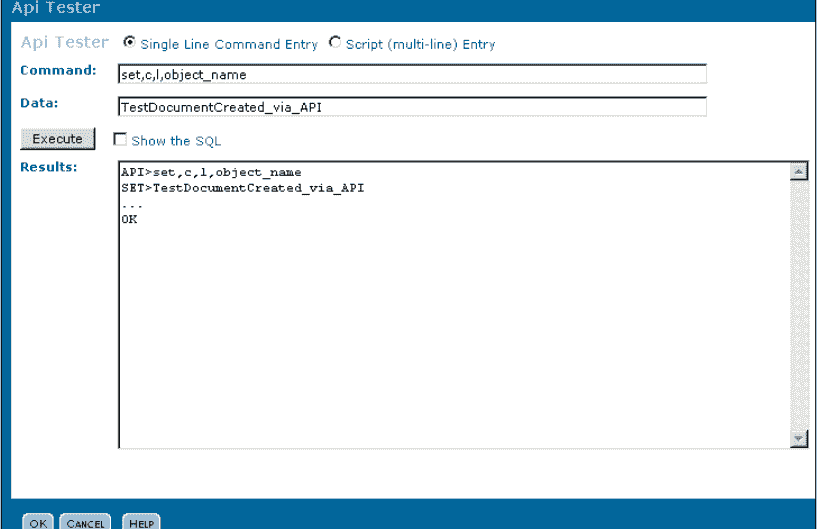 Api Tester
Api Tester Single Line Command Entry Script (multi-line) Entry
Command: set,c,l,object_name
Data: TestDocumentCreated_via_API
Execute Show the SQL
Results:
API>set,c,l,object_name
SET>TestDocumentCreated_via_API
...
OK
OK CANCEL HELP